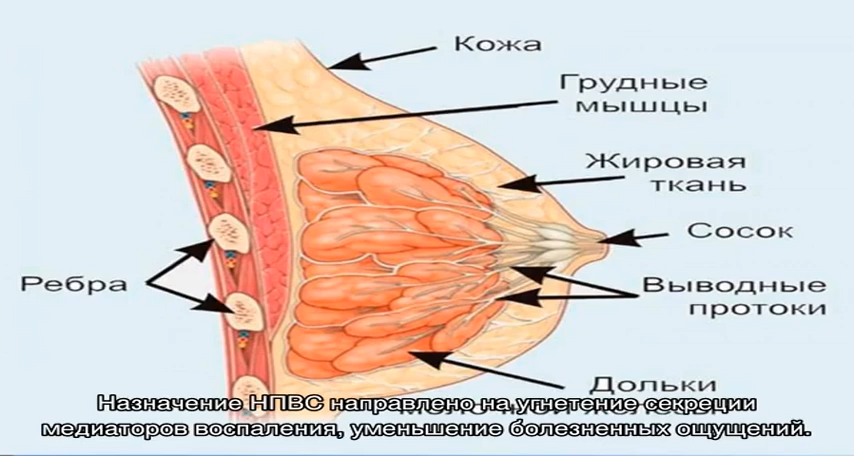 Кожа
Грудные
мышцы
Жировая
ткань
Сосок
Ребра
Выводные
протоки
Дольки
Назначение НПВС направлено на угнетение секреции
медиаторов воспаления, уменьшение болезненных ощущений.